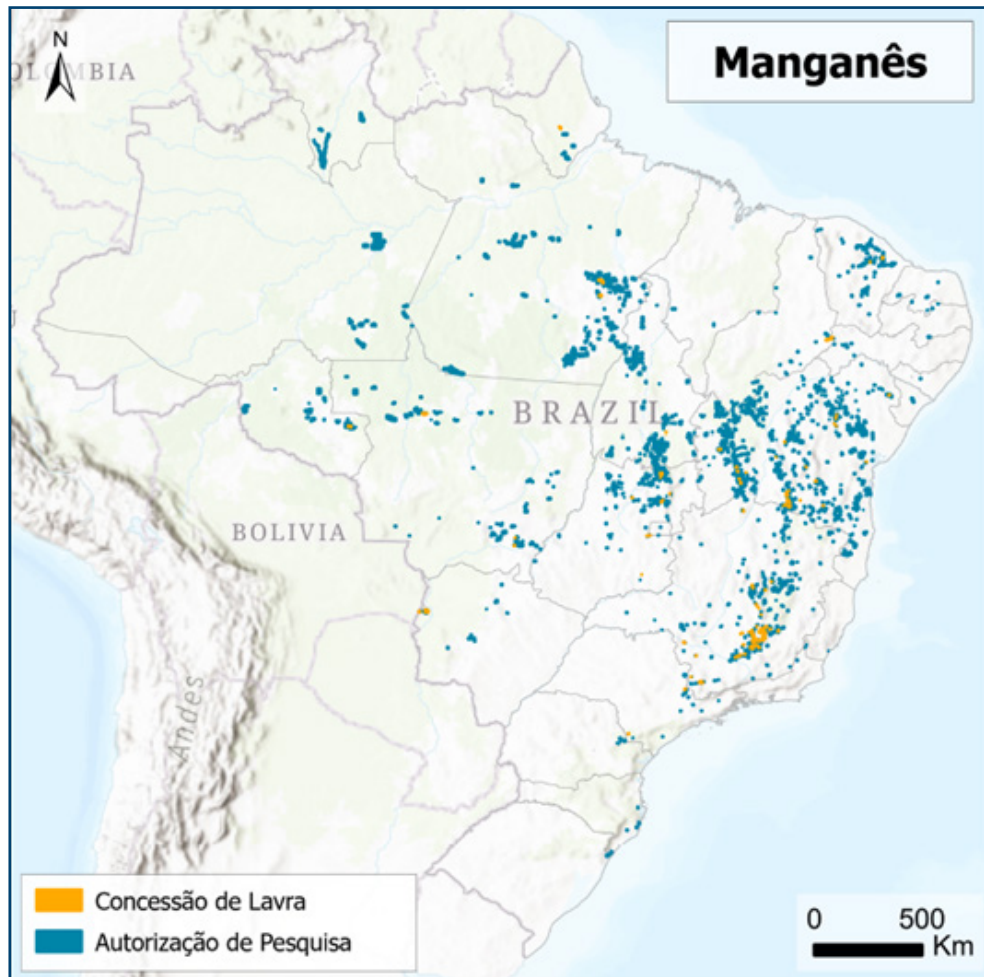 Manganês
N
OLOMBIA
BRAZIL
BOLIVIA
Andes
Concessão de Lavra
Autorização de Pesquisa
0 500
Km